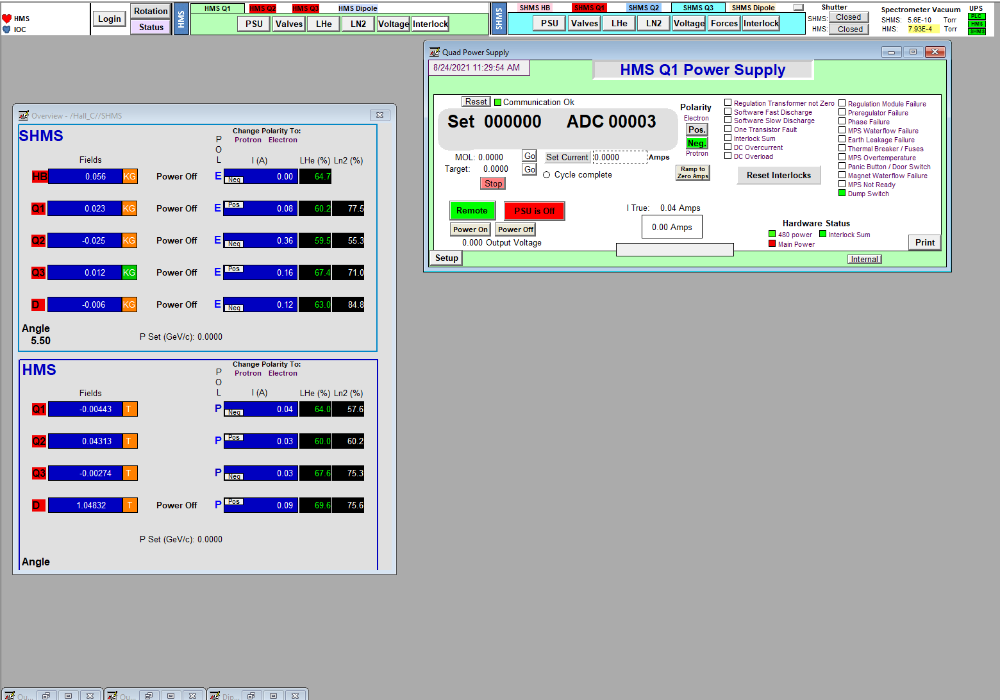 HMS
IOC
Login
Rotation
Status
HMS
HMS Q1 HMS Q2 HMS Q3 HMS Dipole
PSU Valves LHe LN2 Voltage Interlock
SHMS
SHMS HB SHMS Q1 SHMS Q2 SHMS Q3 SHMS Dipole
PSU Valves LHe LN2 Voltage Forces Interlock
Shutter
SHMS: Closed
HMS: Closed
Spectrometer Vacuum
SHMS: 5.6E-10 Torr
HMS: 7.93E-4 Torr
UPS
PLC
HMS
SHMS
Overview - /Hall_C//SHMS
SHMS
Change Polarity To:
Protron Electron
POL
Fields I (A) LHe (%) Ln2 (%)
HB 0.056 KG Power Off E Neg 0.00 64.7
Q1 0.023 KG Power Off E Pos 0.08 60.2 77.5
Q2 -0.025 KG Power Off E Neg 0.36 59.5 55.3
Q3 0.012 KG Power Off E Pos 0.16 67.4 71.0
D -0.006 KG Power Off E Neg 0.12 63.0 84.8
Angle
5.50
P Set (GeV/c): 0.0000
HMS
Change Polarity To:
Protron Electron
POL
Fields I (A) LHe (%) Ln2 (%)
Q1 -0.00443 T P Neg 0.04 64.0 57.6
Q2 0.04313 T P Pos 0.03 60.0 60.2
Q3 -0.00274 T P Neg 0.03 67.6 75.3
D 1.04832 T Power Off P Pos 0.09 69.6 75.6
P Set (GeV/c): 0.0000
Angle
Quad Power Supply
8/24/2021 11:29:54 AM
HMS Q1 Power Supply
Reset Communication Ok
Set 000000 ADC 00003
MOL: 0.0000 Go Set Current 0.0000 Amps
Target: 0.0000 Go Cycle complete
Stop
Polarity
Electron
Pos.
Neg.
Protron
Ramp to
Zero Amps
Regulation Transformer not Zero
Software Fast Discharge
Software Slow Discharge
One Transistor Fault
Interlock Sum
DC Overcurrent
DC Overload
Reset Interlocks
Regulation Module Failure
Preregulator Failure
Phase Failure
MPS Waterflow Failure
Earth Leakage Failure
Thermal Breaker / Fuses
MPS Overtemperature
Panic Button / Door Switch
Magnet Waterflow Failure
MPS Not Ready
Dump Switch
Remote PSU is Off
Power On Power Off
0.000 Output Voltage
I True: 0.04 Amps
0.00 Amps
Hardware Status
480 power Interlock Sum
Main Power
Print
Setup
Internal
Qu... Qu... Dip...